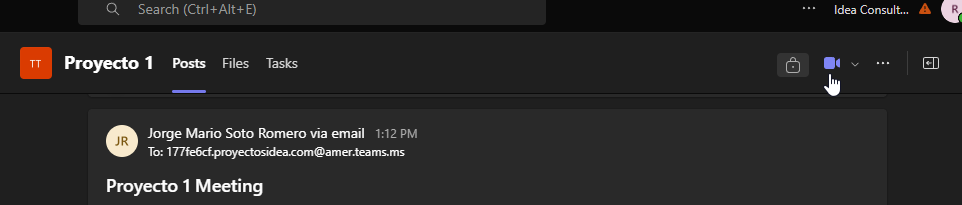 Search (Ctrl+Alt+E)
··· Idea Consult... R
TT Proyecto 1 Posts Files Tasks ···
JR Jorge Mario Soto Romero via email 1:12 PM
To: 177fe6cf.proyectosidea.com@amer.teams.ms
Proyecto 1 Meeting